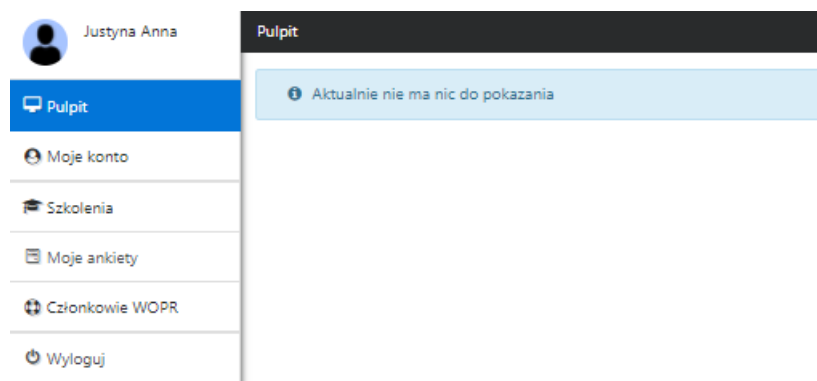 Justyna Anna
Pulpit
Aktualnie nie ma nic do pokazania
Pulpit
Moje konto
Szkolenia
Moje ankiety
Członkowie WOPR
Wyloguj